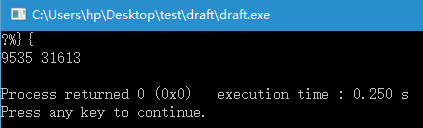 C:\Users\hp\Desktop\test\draft\draft.exe
?%} {
9535 31613
Process returned 0 (0x0)   execution time : 0.250 s
Press any key to continue.